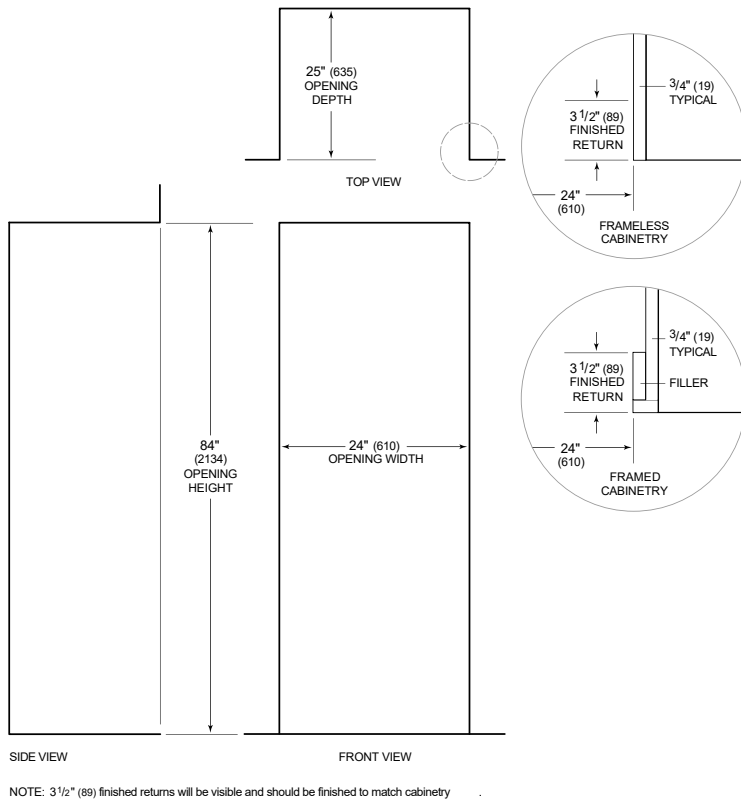 25" (635)
OPENING
DEPTH
TOP VIEW
3/4" (19)
TYPICAL
3 1/2" (89)
FINISHED
RETURN
24"
(610)
FRAMELESS
CABINETRY
3/4" (19)
TYPICAL
3 1/2" (89)
FINISHED
RETURN
FILLER
24"
(610)
FRAMED
CABINETRY
84"
(2134)
OPENING
HEIGHT
24" (610)
OPENING WIDTH
SIDE VIEW
FRONT VIEW
NOTE: 3 1/2" (89) finished returns will be visible and should be finished to match cabinetry .